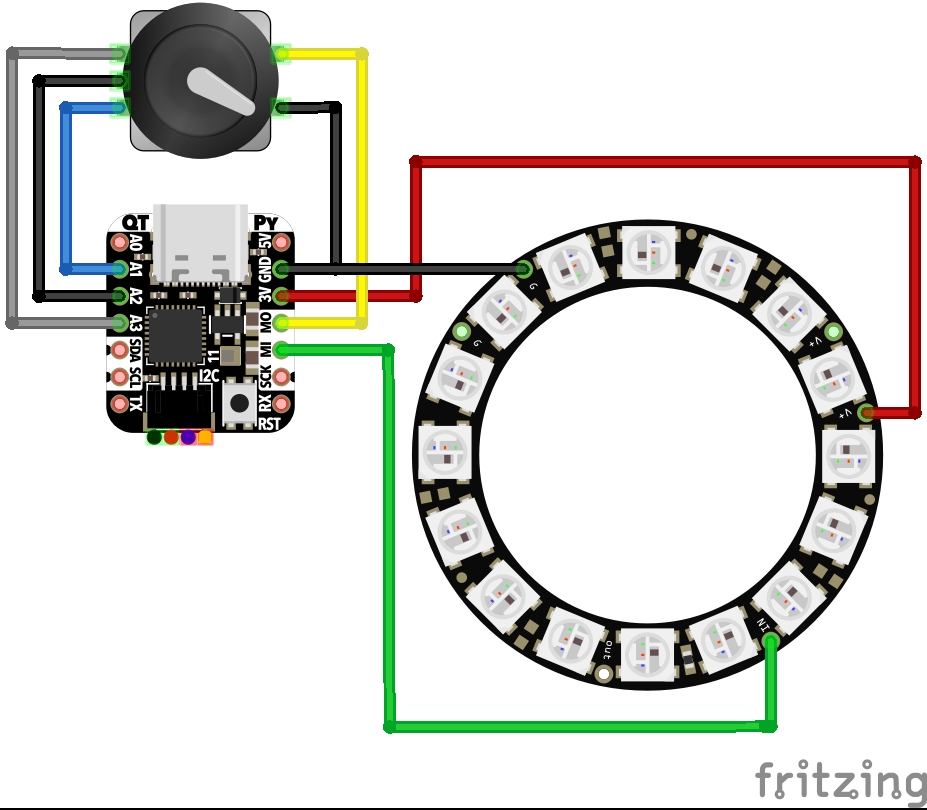 QT PY
A0 5V
A1 GND
A2 3V
A3 MO
SDA MI
SCL SCK
TX RX
I2C
RST
11
G
G
V+
V+
IN
out
fritzing